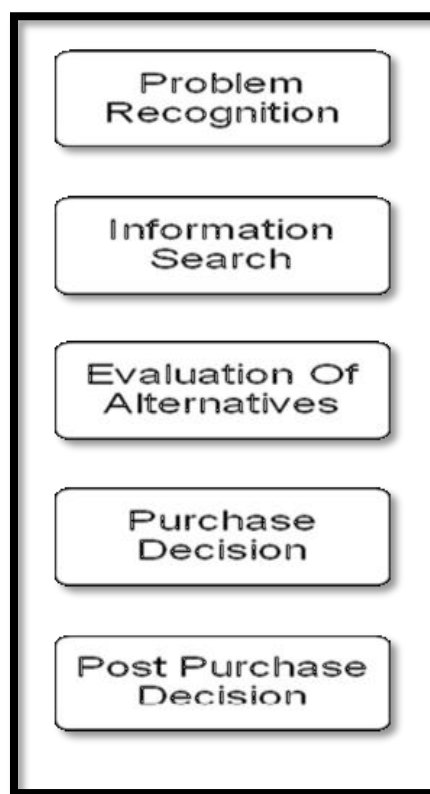 Problem
Recognition
Information
Search
Evaluation Of
Alternatives
Purchase
Decision
Post Purchase
Decision